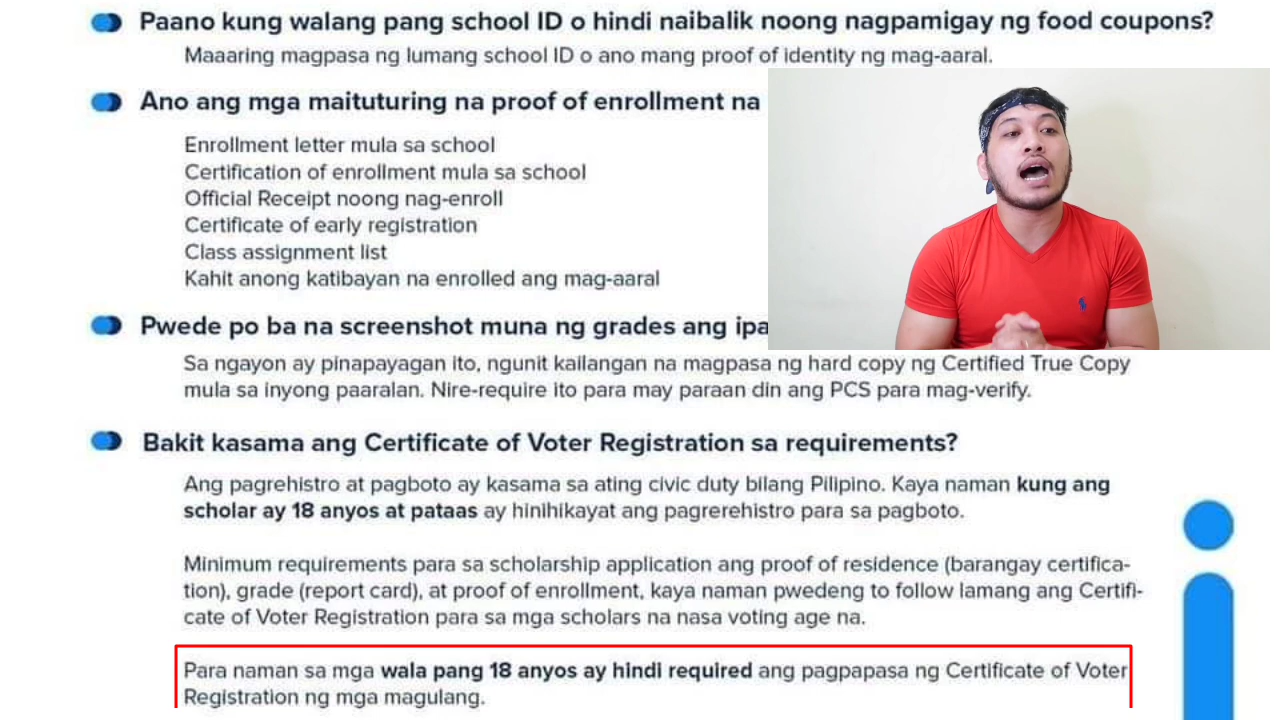 Paano kung walang pang school ID o hindi naibalik noong nagpamigay ng food coupons?
Maaaring magpasa ng lumang school ID o ano mang proof of identity ng mag-aaral.
Ano ang mga maituturing na proof of enrollment na
Enrollment letter mula sa school
Certification of enrollment mula sa school
Official Receipt noong nag-enroll
Certificate of early registration
Class assignment list
Kahit anong katibayan na enrolled ang mag-aaral
Pwede po ba na screenshot muna ng grades ang ipa
Sa ngayon ay pinapayagan ito, ngunit kailangan na magpasa ng hard copy ng Certified True Copy
mula sa inyong paaralan. Nire-require ito para may paraan din ang PCS para mag-verify.
Bakit kasama ang Certificate of Voter Registration sa requirements?
Ang pagrehistro at pagboto ay kasama sa ating civic duty bilang Pilipino. Kaya naman kung ang
scholar ay 18 anyos at pataas ay hinihikayat ang pagrerehistro para sa pagboto.
Minimum requirements para sa scholarship application ang proof of residence (barangay certifica-
tion), grade (report card), at proof of enrollment, kaya naman pwedeng to follow lamang ang Certifi-
cate of Voter Registration para sa mga scholars na nasa voting age na.
Para naman sa mga wala pang 18 anyos ay hindi required ang pagpapasa ng Certificate of Voter
Registration ng mga magulang.